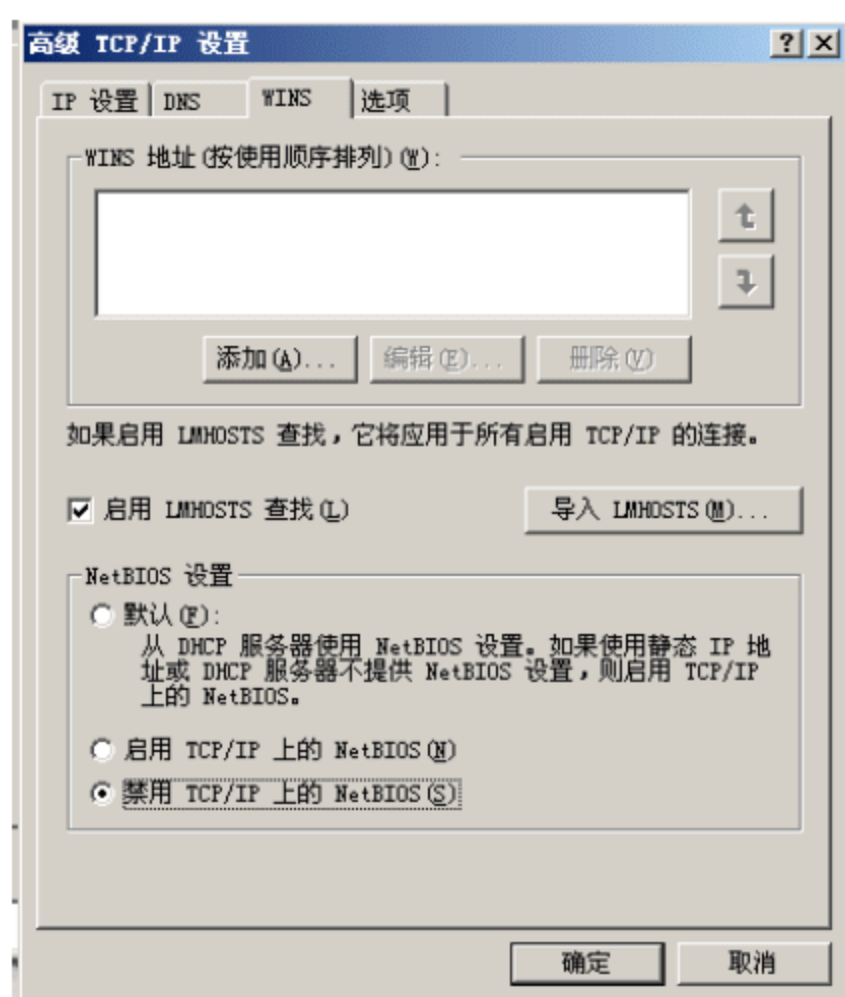 高级 TCP/IP 设置
IP 设置 DNS WINS 选项
WINS 地址(按使用顺序排列)(W):
添加(A)... 编辑(E)... 删除(V)
如果启用 LMHOSTS 查找，它将应用于所有启用 TCP/IP 的连接。
启用 LMHOSTS 查找(L) 导入 LMHOSTS(M)...
NetBIOS 设置
默认(F):
从 DHCP 服务器使用 NetBIOS 设置。如果使用静态 IP 地
址或 DHCP 服务器不提供 NetBIOS 设置，则启用 TCP/IP
上的 NetBIOS。
启用 TCP/IP 上的 NetBIOS(N)
禁用 TCP/IP 上的 NetBIOS(S)
确定 取消